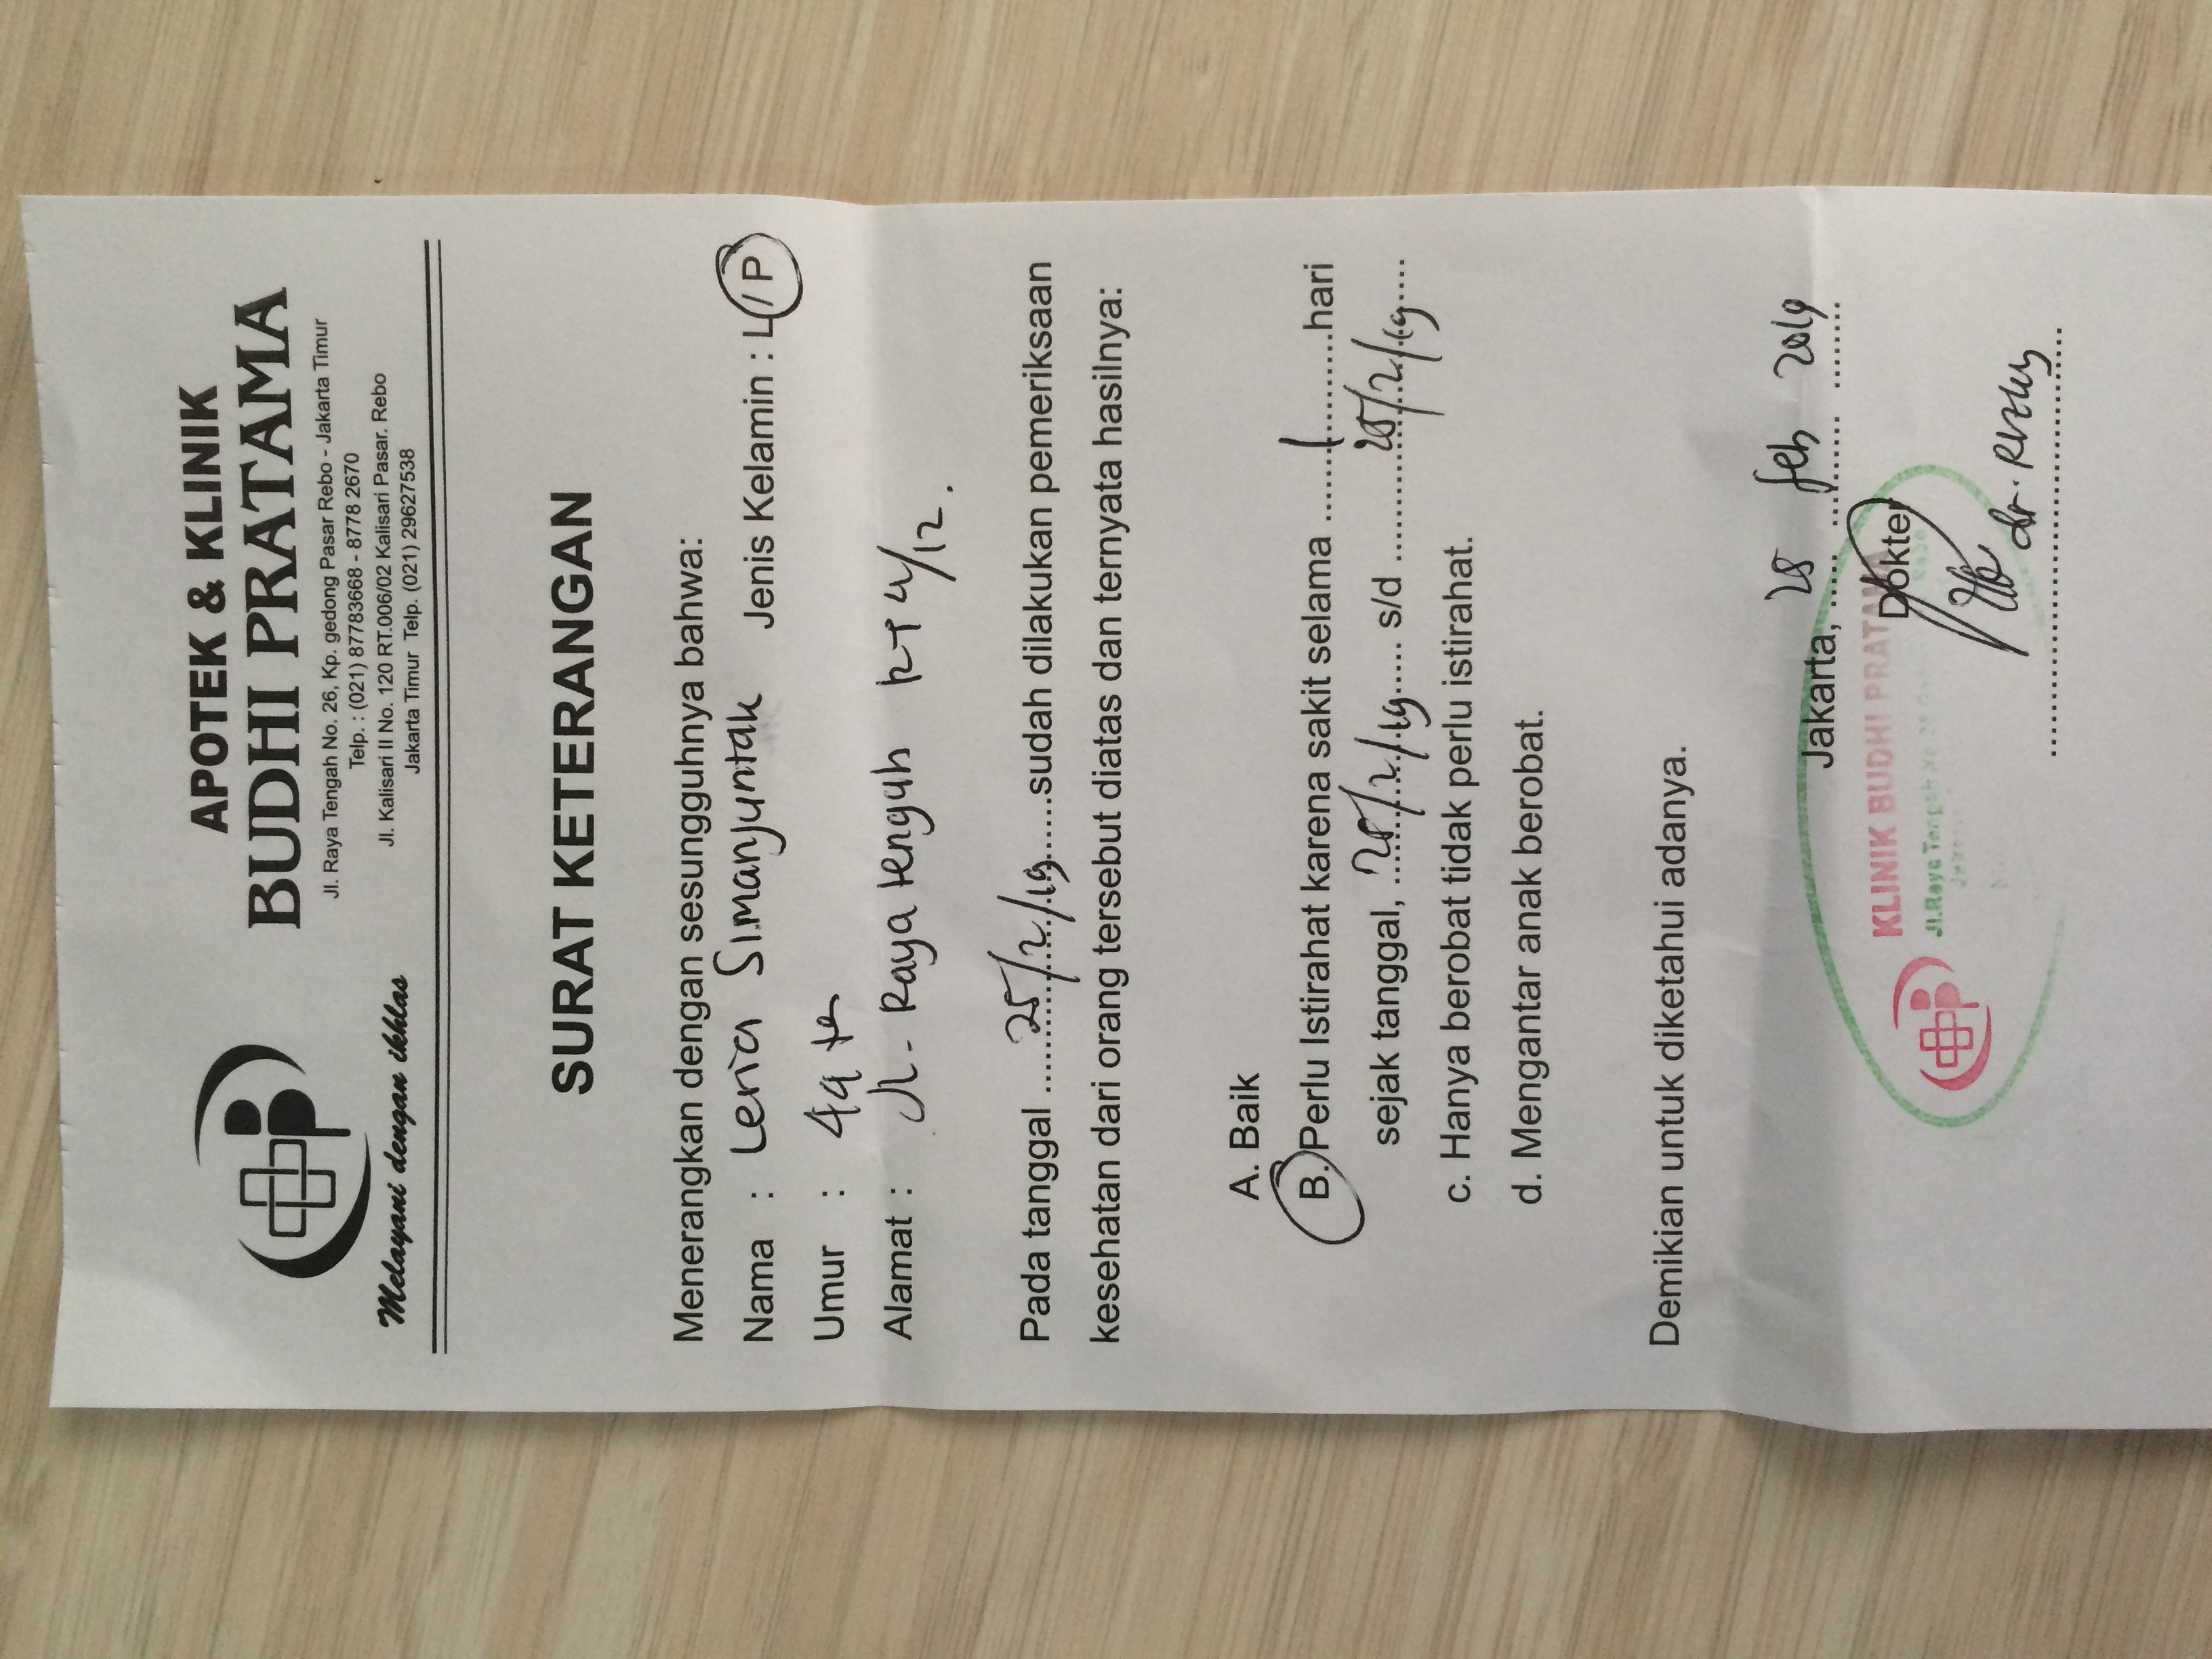 APOTEK & KLINIK
BUDHI PRATAMA
Jl. Raya Tengah No. 26, Kp. gedong Pasar Rebo - Jakarta Timur
Telp. : (021) 87783668 - 8778 2670
Jl. Kalisari II No. 120 RT.006/02 Kalisari Pasar. Rebo
Jakarta Timur Telp. (021) 29627538
BP
Melayani dengan ikhlas
SURAT KETERANGAN
Menerangkan dengan sesungguhnya bahwa:
Nama : Leria Simanjuntak Jenis Kelamin : L / P
Umur : 49 th
Alamat : Jl. Raya tengah RT 4/12.
Pada tanggal ......25/2/19......sudah dilakukan pemeriksaan
kesehatan dari orang tersebut diatas dan ternyata hasilnya:
A. Baik
B. Perlu Istirahat karena sakit selama .......1..........hari
sejak tanggal, ...25/2/19..... s/d ..........25/2/19....
c. Hanya berobat tidak perlu istirahat.
d. Mengantar anak berobat.
Demikian untuk diketahui adanya.
Jakarta, 25 Feb 2019
KLINIK BUDHI PRATAMA
Dokter
Jl.Raya Tengah No 26
dr. Rizky